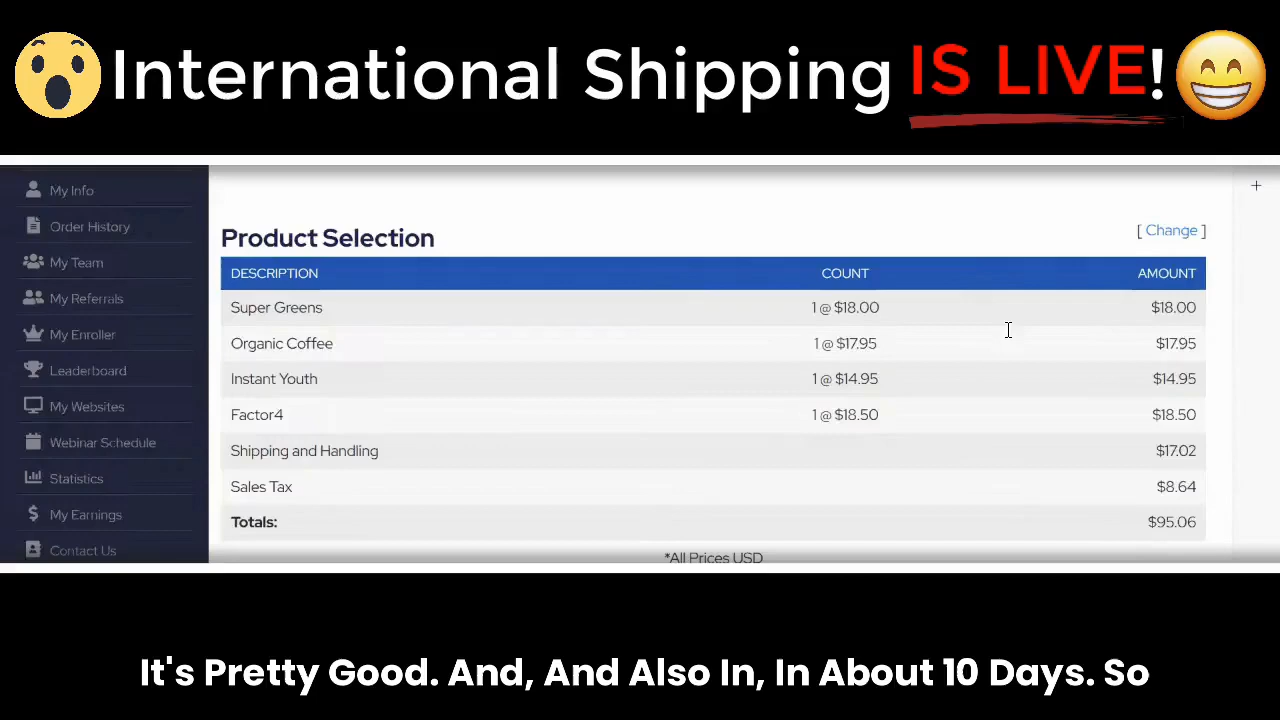 International Shipping IS LIVE!
My Info
Order History
My Team
My Referrals
My Enroller
Leaderboard
My Websites
Webinar Schedule
Statistics
My Earnings
Contact Us
Product Selection
[ Change ]
DESCRIPTION COUNT AMOUNT
Super Greens 1 @ $18.00 $18.00
Organic Coffee 1 @ $17.95 $17.95
Instant Youth 1 @ $14.95 $14.95
Factor4 1 @ $18.50 $18.50
Shipping and Handling $17.02
Sales Tax $8.64
Totals: $95.06
*All Prices USD
It's Pretty Good. And, And Also In, In About 10 Days. So